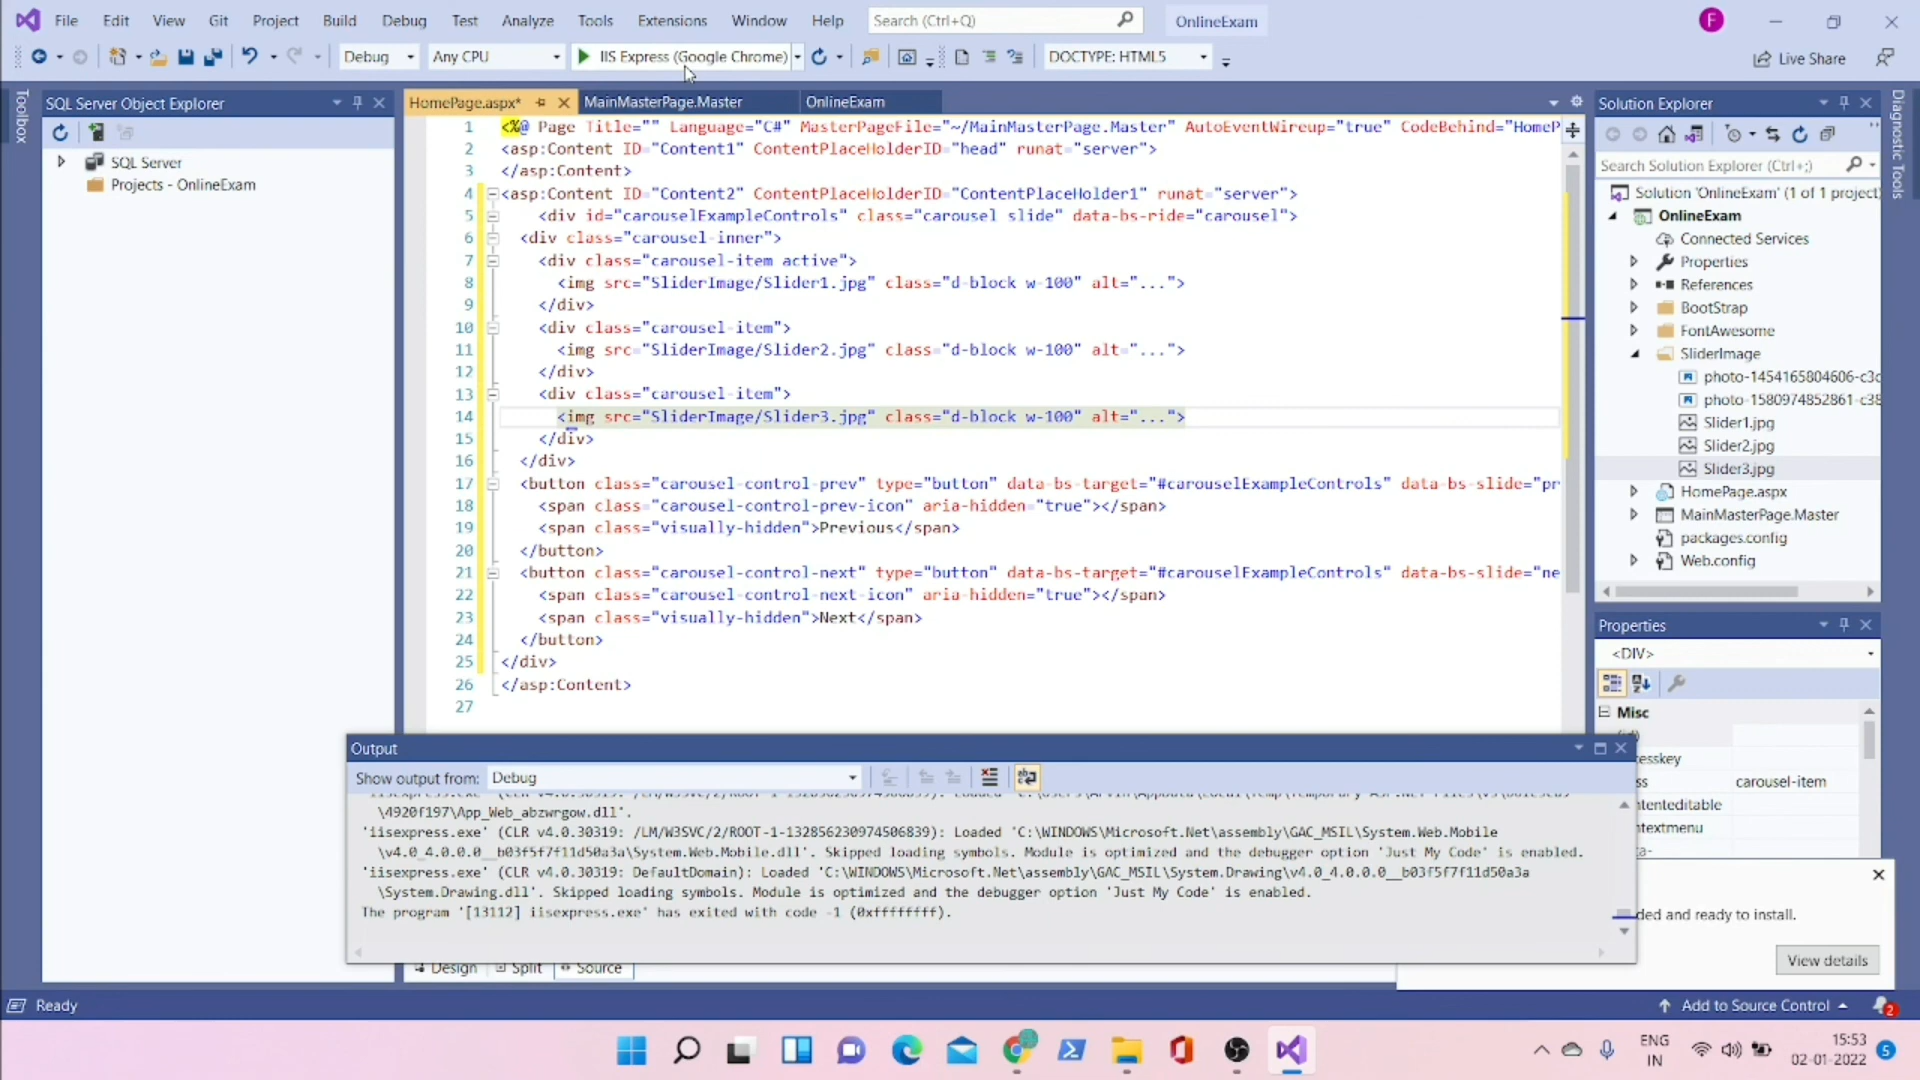 File Edit View Git Project Build Debug Test Analyze Tools Extensions Window Help Search (Ctrl+Q) OnlineExam F
Debug Any CPU IIS Express (Google Chrome) DOCTYPE: HTML5 Live Share
Toolbox
SQL Server Object Explorer
SQL Server
Projects - OnlineExam
HomePage.aspx* MainMasterPage.Master OnlineExam
1 <%@ Page Title="" Language="C#" MasterPageFile="~/MainMasterPage.Master" AutoEventWireup="true" CodeBehind="HomeP
2 <asp:Content ID="Content1" ContentPlaceHolderID="head" runat="server">
3 </asp:Content>
4 <asp:Content ID="Content2" ContentPlaceHolderID="ContentPlaceHolder1" runat="server">
5 <div id="carouselExampleControls" class="carousel slide" data-bs-ride="carousel">
6 <div class="carousel-inner">
7 <div class="carousel-item active">
8 <img src="SliderImage/Slider1.jpg" class="d-block w-100" alt="...">
9 </div>
10 <div class="carousel-item">
11 <img src="SliderImage/Slider2.jpg" class="d-block w-100" alt="...">
12 </div>
13 <div class="carousel-item">
14 <img src="SliderImage/Slider3.jpg" class="d-block w-100" alt="...">
15 </div>
16 </div>
17 <button class="carousel-control-prev" type="button" data-bs-target="#carouselExampleControls" data-bs-slide="pr
18 <span class="carousel-control-prev-icon" aria-hidden="true"></span>
19 <span class="visually-hidden">Previous</span>
20 </button>
21 <button class="carousel-control-next" type="button" data-bs-target="#carouselExampleControls" data-bs-slide="ne
22 <span class="carousel-control-next-icon" aria-hidden="true"></span>
23 <span class="visually-hidden">Next</span>
24 </button>
25 </div>
26 </asp:Content>
27
Solution Explorer
Search Solution Explorer (Ctrl+;)
Solution 'OnlineExam' (1 of 1 project)
OnlineExam
Connected Services
Properties
References
BootStrap
FontAwesome
SliderImage
photo-1454165804606-c3c
photo-1580974852861-c38
Slider1.jpg
Slider2.jpg
Slider3.jpg
HomePage.aspx
MainMasterPage.Master
packages.config
Web.config
Diagnostic Tools
Properties
<DIV>
Misc
cesskey
ss carousel-item
ntenteditable
ntextmenu
ta-
Output
Show output from: Debug
\4920f197\App_Web_abzwrgow.dll'.
'iisexpress.exe' (CLR v4.0.30319: /LM/W3SVC/2/ROOT-1-132856230974506839): Loaded 'C:\WINDOWS\Microsoft.Net\assembly\GAC_MSIL\System.Web.Mobile
\v4.0_4.0.0.0__b03f5f7f11d50a3a\System.Web.Mobile.dll'. Skipped loading symbols. Module is optimized and the debugger option 'Just My Code' is enabled.
'iisexpress.exe' (CLR v4.0.30319: DefaultDomain): Loaded 'C:\WINDOWS\Microsoft.Net\assembly\GAC_MSIL\System.Drawing\v4.0_4.0.0.0__b03f5f7f11d50a3a
\System.Drawing.dll'. Skipped loading symbols. Module is optimized and the debugger option 'Just My Code' is enabled.
The program '[13112] iisexpress.exe' has exited with code -1 (0xffffffff).
Design Split Source
ded and ready to install.
View details
Ready Add to Source Control 2
ENG
IN
15:53
02-01-2022
5